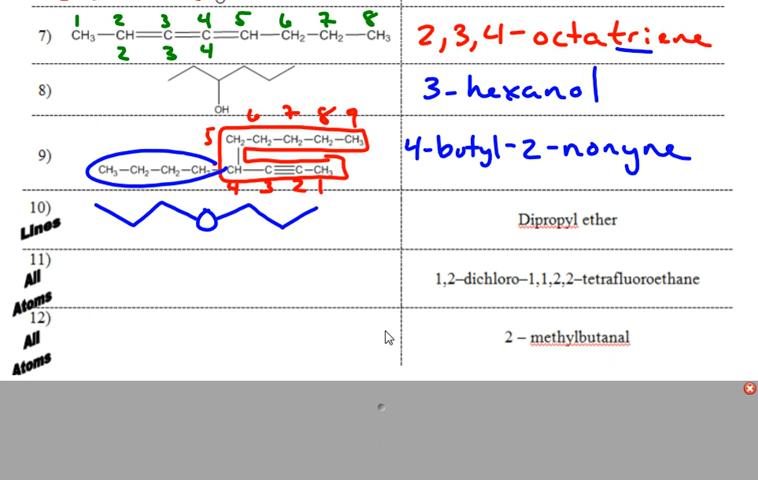 1 2 3 4 5 6 7 8
7) CH3–CH=C=C=CH–CH2–CH2–CH3 2,3,4-octatriene
2 3 4
8) OH 3-hexanol
6 7 8 9
5 CH2–CH2–CH2–CH2–CH3
9) CH3–CH2–CH2–CH2–CH–C≡C–CH3 4-butyl-2-nonyne
4 3 2 1
10) Lines O Dipropyl ether
11) All Atoms 1,2–dichloro–1,1,2,2–tetrafluoroethane
12) All Atoms 2 – methylbutanal